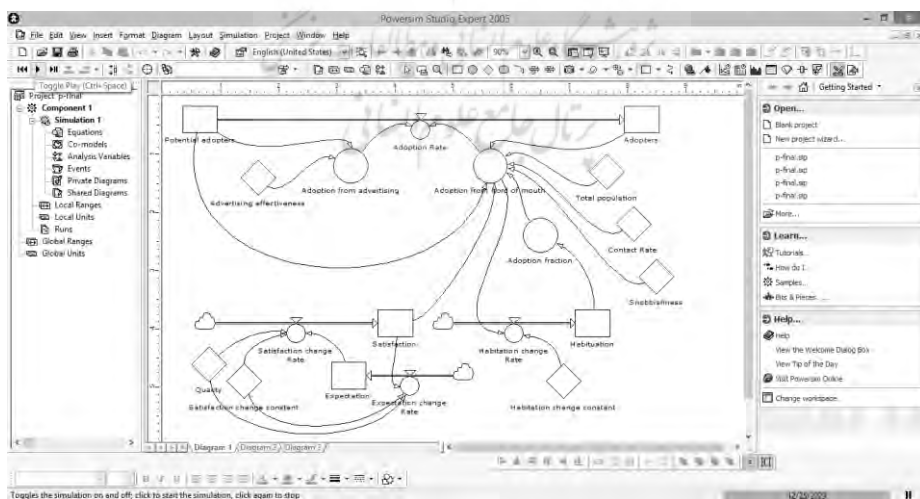 Powersim Studio Expert 2005
File Edit View Insert Format Diagram Layout Simulation Project Window Help
English (United States)
90%
Toggle Play (Ctrl+Space)
Project 'p-final'
Component 1
Simulation 1
Equations
Co-models
Analysis Variables
Events
Private Diagrams
Shared Diagrams
Local Ranges
Local Units
Runs
Global Ranges
Global Units
Potential adopters
Adoption Rate
Adopters
Adoption from advertising
Advertising effectiveness
Total population
Contact Rate
Adoption fraction
Snobbishness
Satisfaction change
Rate
Satisfaction
Habitation change
Rate
Habituation
Quality
Satisfaction change constant
Expectation
Expectation change
Rate
Habitation change constant
Diagram 1
Diagram 2
Getting Started
Open...
Blank project
New project wizard...
p-final.sip
p-final.sip
p-final.sip
p-final.sip
More...
Learn...
Tutorials...
How do I...
Samples...
Bits & Pieces...
Help...
Help
View the Welcome Dialog Box
View Tip of the Day
Visit Powersim Online
Change workspace...
Toggles the simulation on and off; click to start the simulation, click again to stop